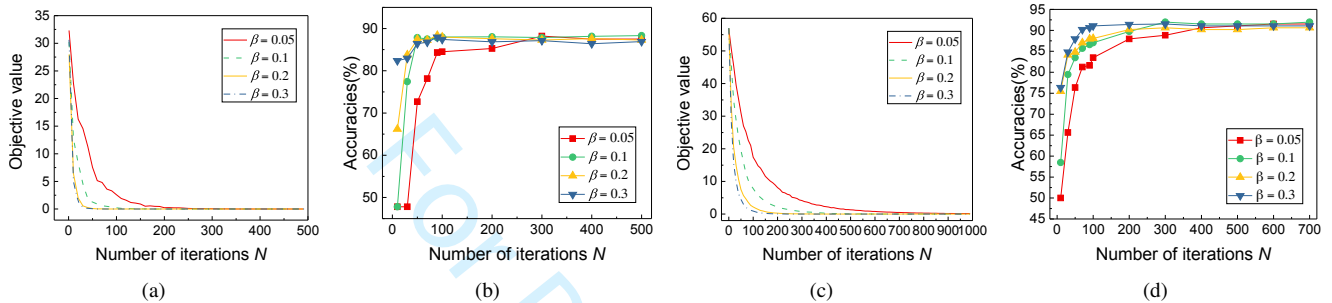 35
30
25
20
15
10
5
0
Objective value
β = 0.05
β = 0.1
β = 0.2
β = 0.3
0 100 200 300 400 500
Number of iterations N
(a)
90
80
70
60
50
Accuracies(%)
β = 0.05
β = 0.1
β = 0.2
β = 0.3
0 100 200 300 400 500
Number of iterations N
(b)
60
50
40
30
20
10
0
Objective value
β = 0.05
β = 0.1
β = 0.2
β = 0.3
0 100 200 300 400 500 600 700 800 900 1000
Number of iterations N
(c)
95
90
85
80
75
70
65
60
55
50
45
Accuracies(%)
β = 0.05
β = 0.1
β = 0.2
β = 0.3
0 100 200 300 400 500 600 700
Number of iterations N
(d)
For